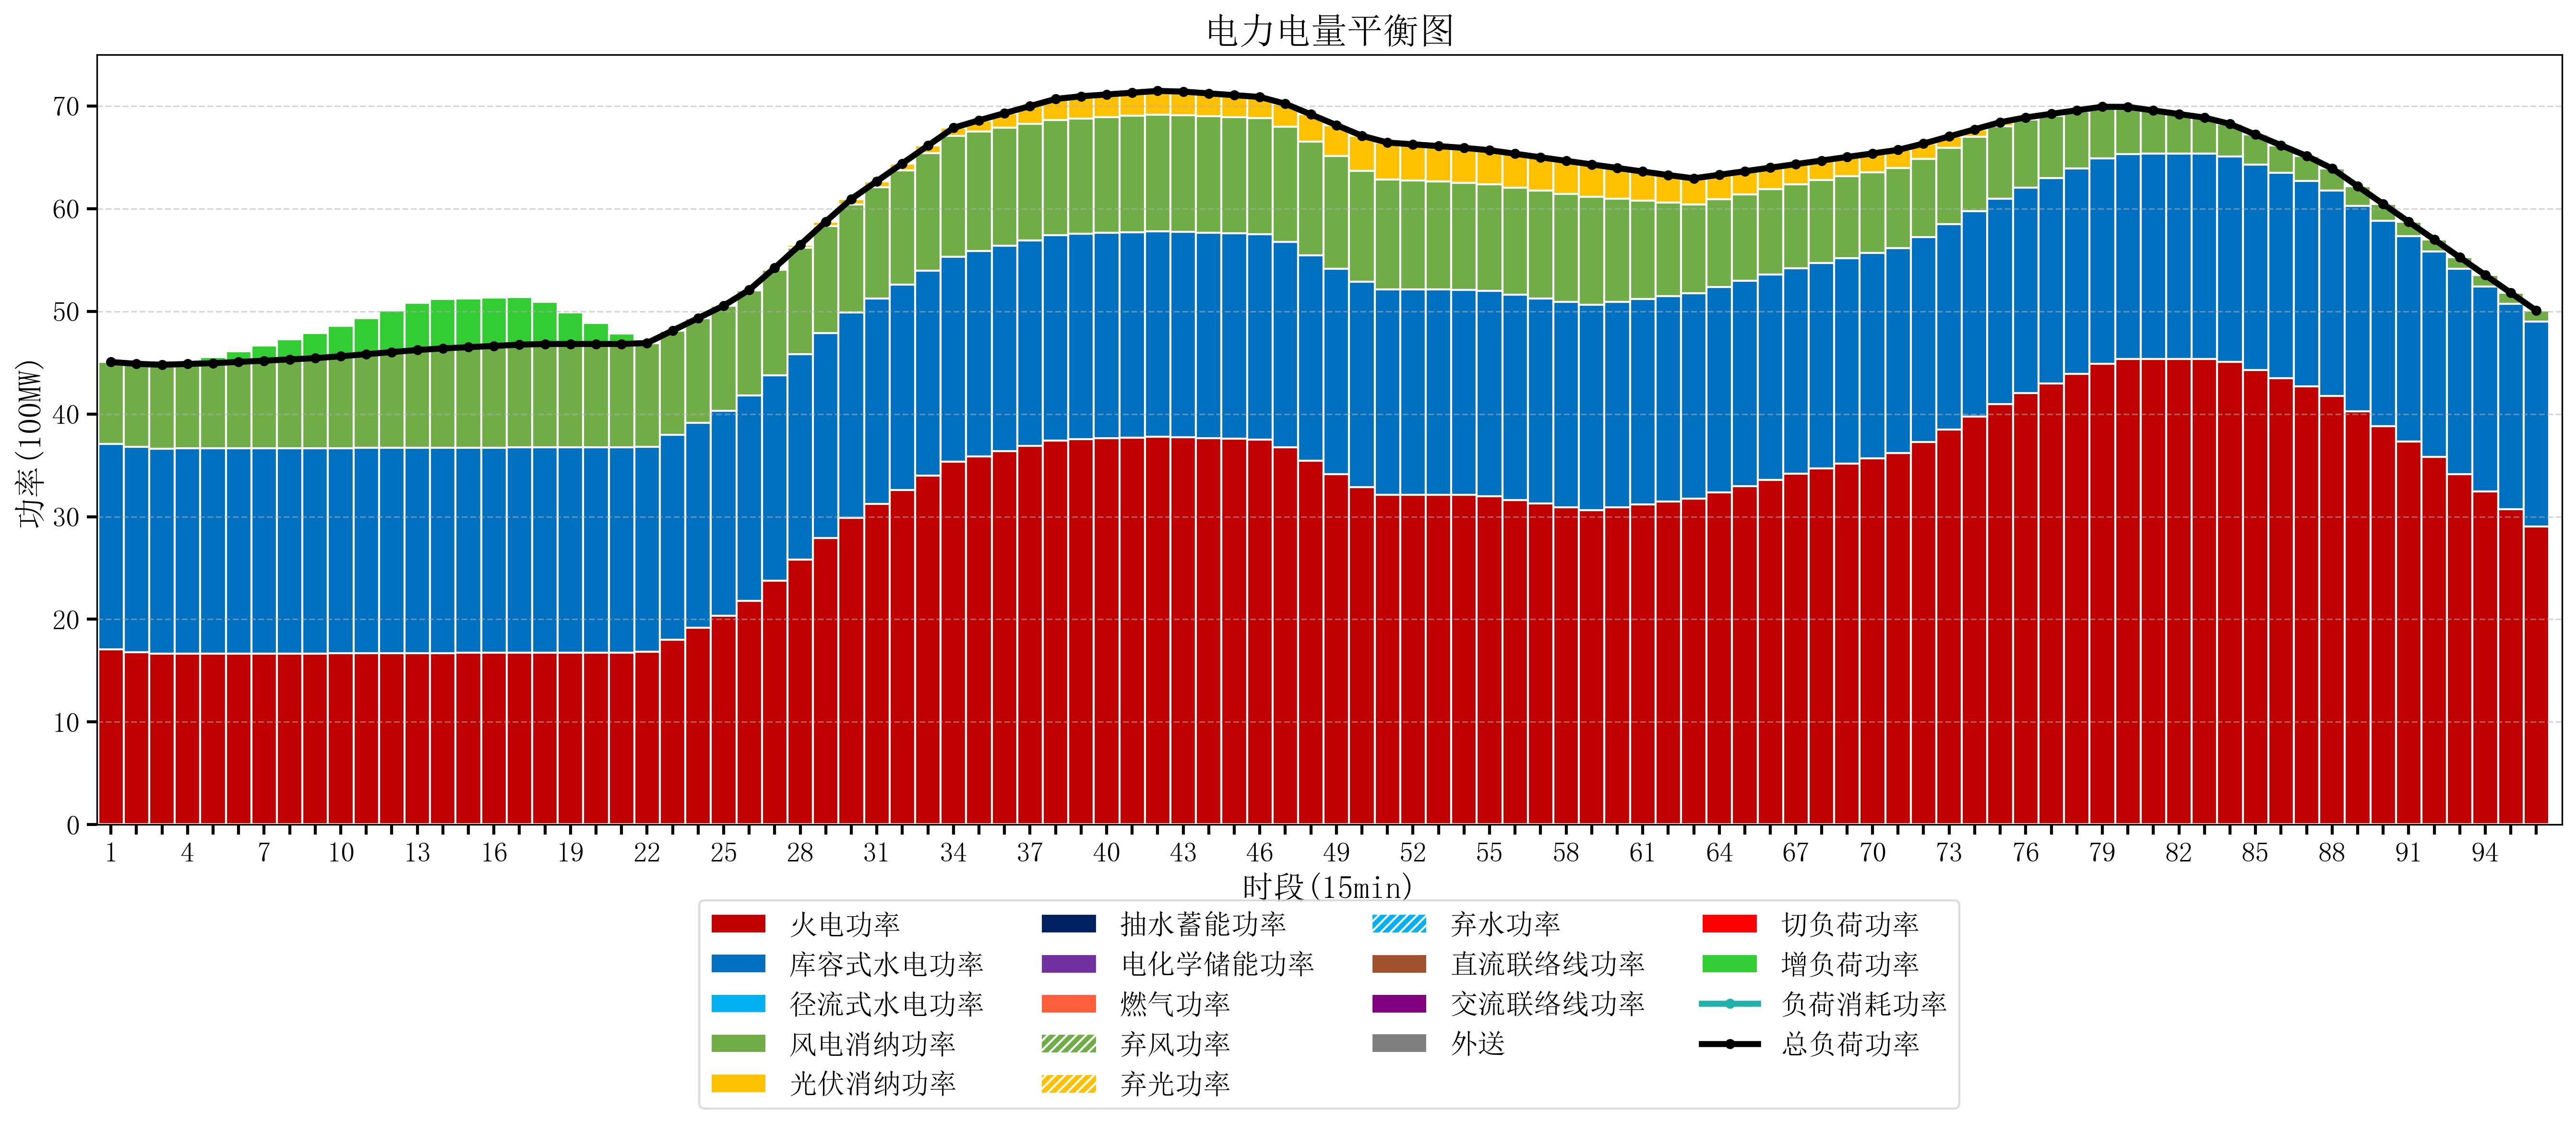 电力电量平衡图
功率(100MW)
70
60
50
40
30
20
10
0
1 4 7 10 13 16 19 22 25 28 31 34 37 40 43 46 49 52 55 58 61 64 67 70 73 76 79 82 85 88 91 94
时段(15min)
火电功率 抽水蓄能功率 弃水功率 切负荷功率
库容式水电功率 电化学储能功率 直流联络线功率 增负荷功率
径流式水电功率 燃气功率 交流联络线功率 负荷消耗功率
风电消纳功率 弃风功率 外送 总负荷功率
光伏消纳功率 弃光功率